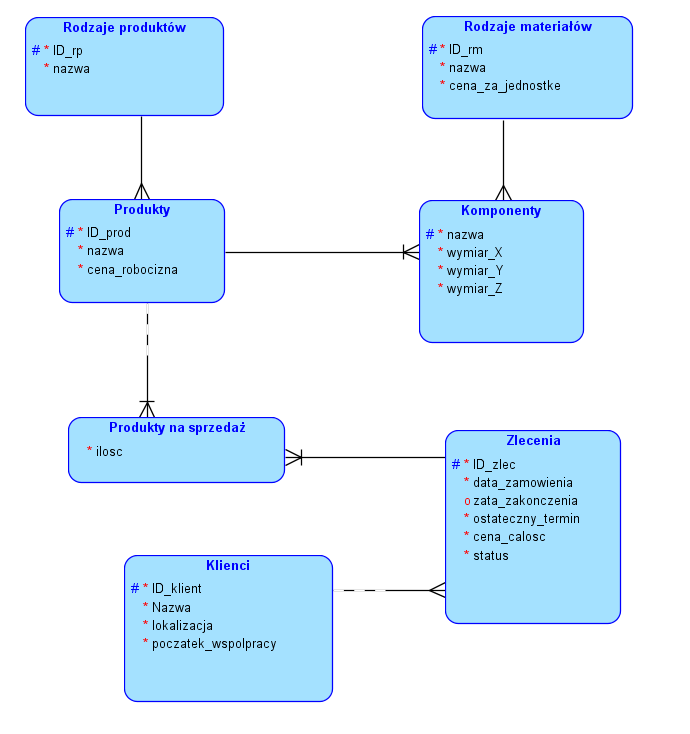 Rodzaje produktów
# * ID_rp
* nazwa
Rodzaje materiałów
# * ID_rm
* nazwa
* cena_za_jednostke
Produkty
# * ID_prod
* nazwa
* cena_robocizna
Komponenty
# * nazwa
* wymiar_X
* wymiar_Y
* wymiar_Z
Produkty na sprzedaż
* ilosc
Zlecenia
# * ID_zlec
* data_zamowienia
o zata_zakonczenia
* ostateczny_termin
* cena_calosc
* status
Klienci
# * ID_klient
* Nazwa
* lokalizacja
* poczatek_wspolpracy